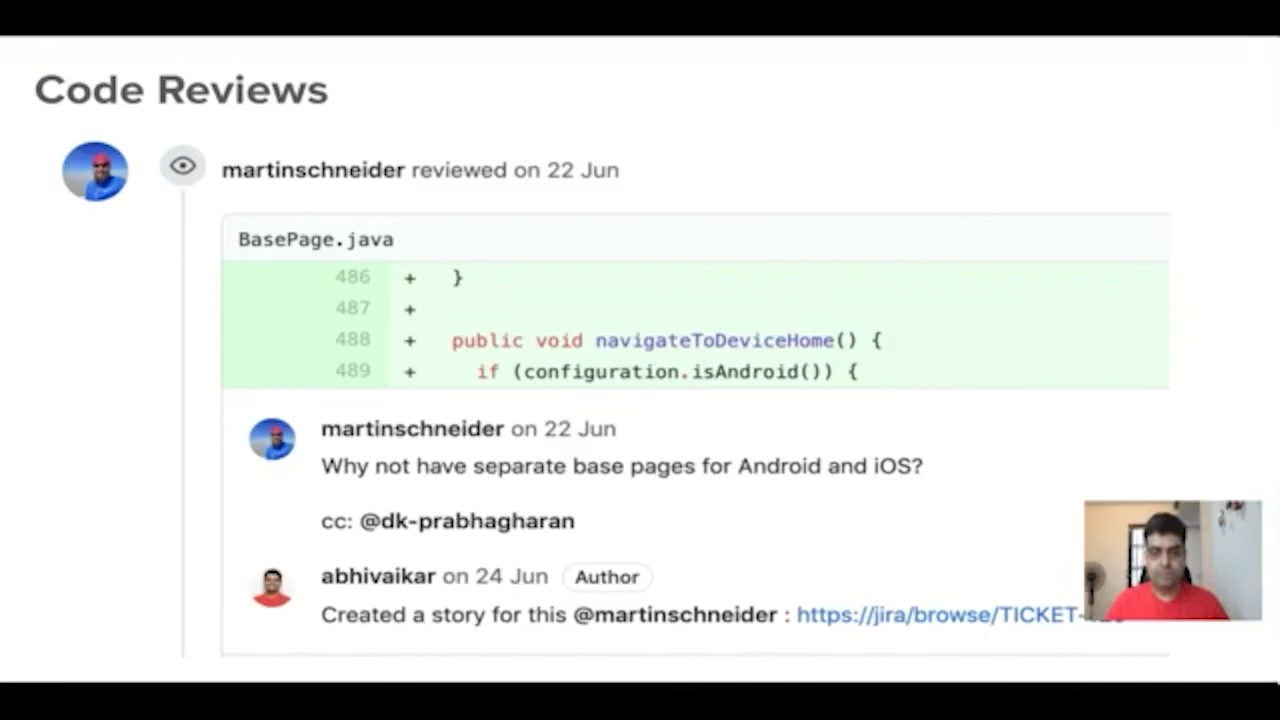 Code Reviews
martinschneider reviewed on 22 Jun
BasePage.java
486 + }
487 +
488 + public void navigateToDeviceHome() {
489 + if (configuration.isAndroid()) {
martinschneider on 22 Jun
Why not have separate base pages for Android and iOS?
cc: @dk-prabhagharan
abhivaikar on 24 Jun Author
Created a story for this @martinschneider : https://jira/browse/TICKET-